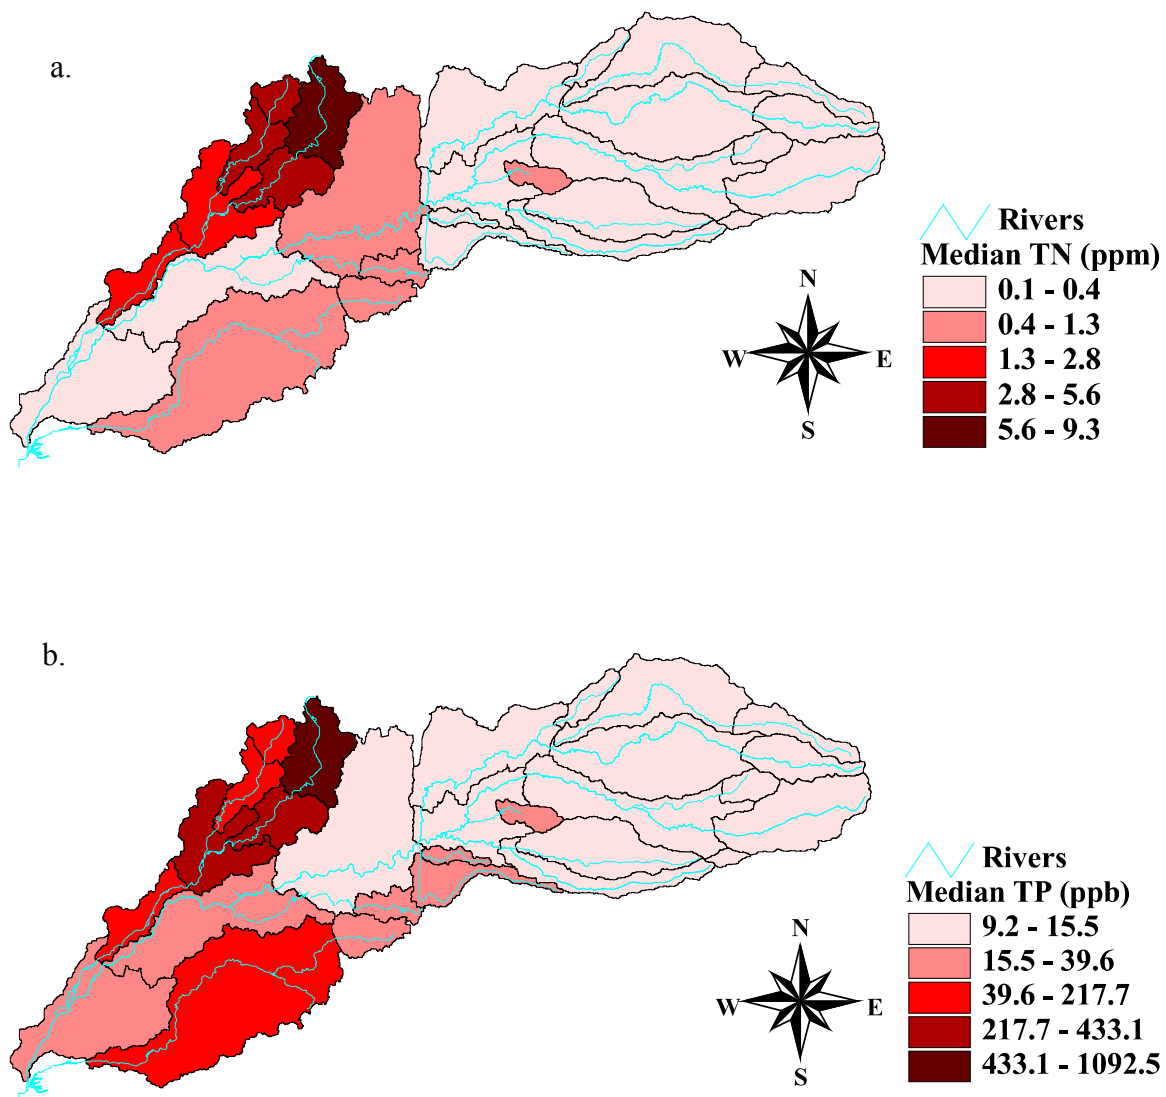 a.
Rivers
Median TN (ppm)
0.1 - 0.4
0.4 - 1.3
1.3 - 2.8
2.8 - 5.6
5.6 - 9.3
N
W E
S
b.
Rivers
Median TP (ppb)
9.2 - 15.5
15.5 - 39.6
39.6 - 217.7
217.7 - 433.1
433.1 - 1092.5
N
W E
S